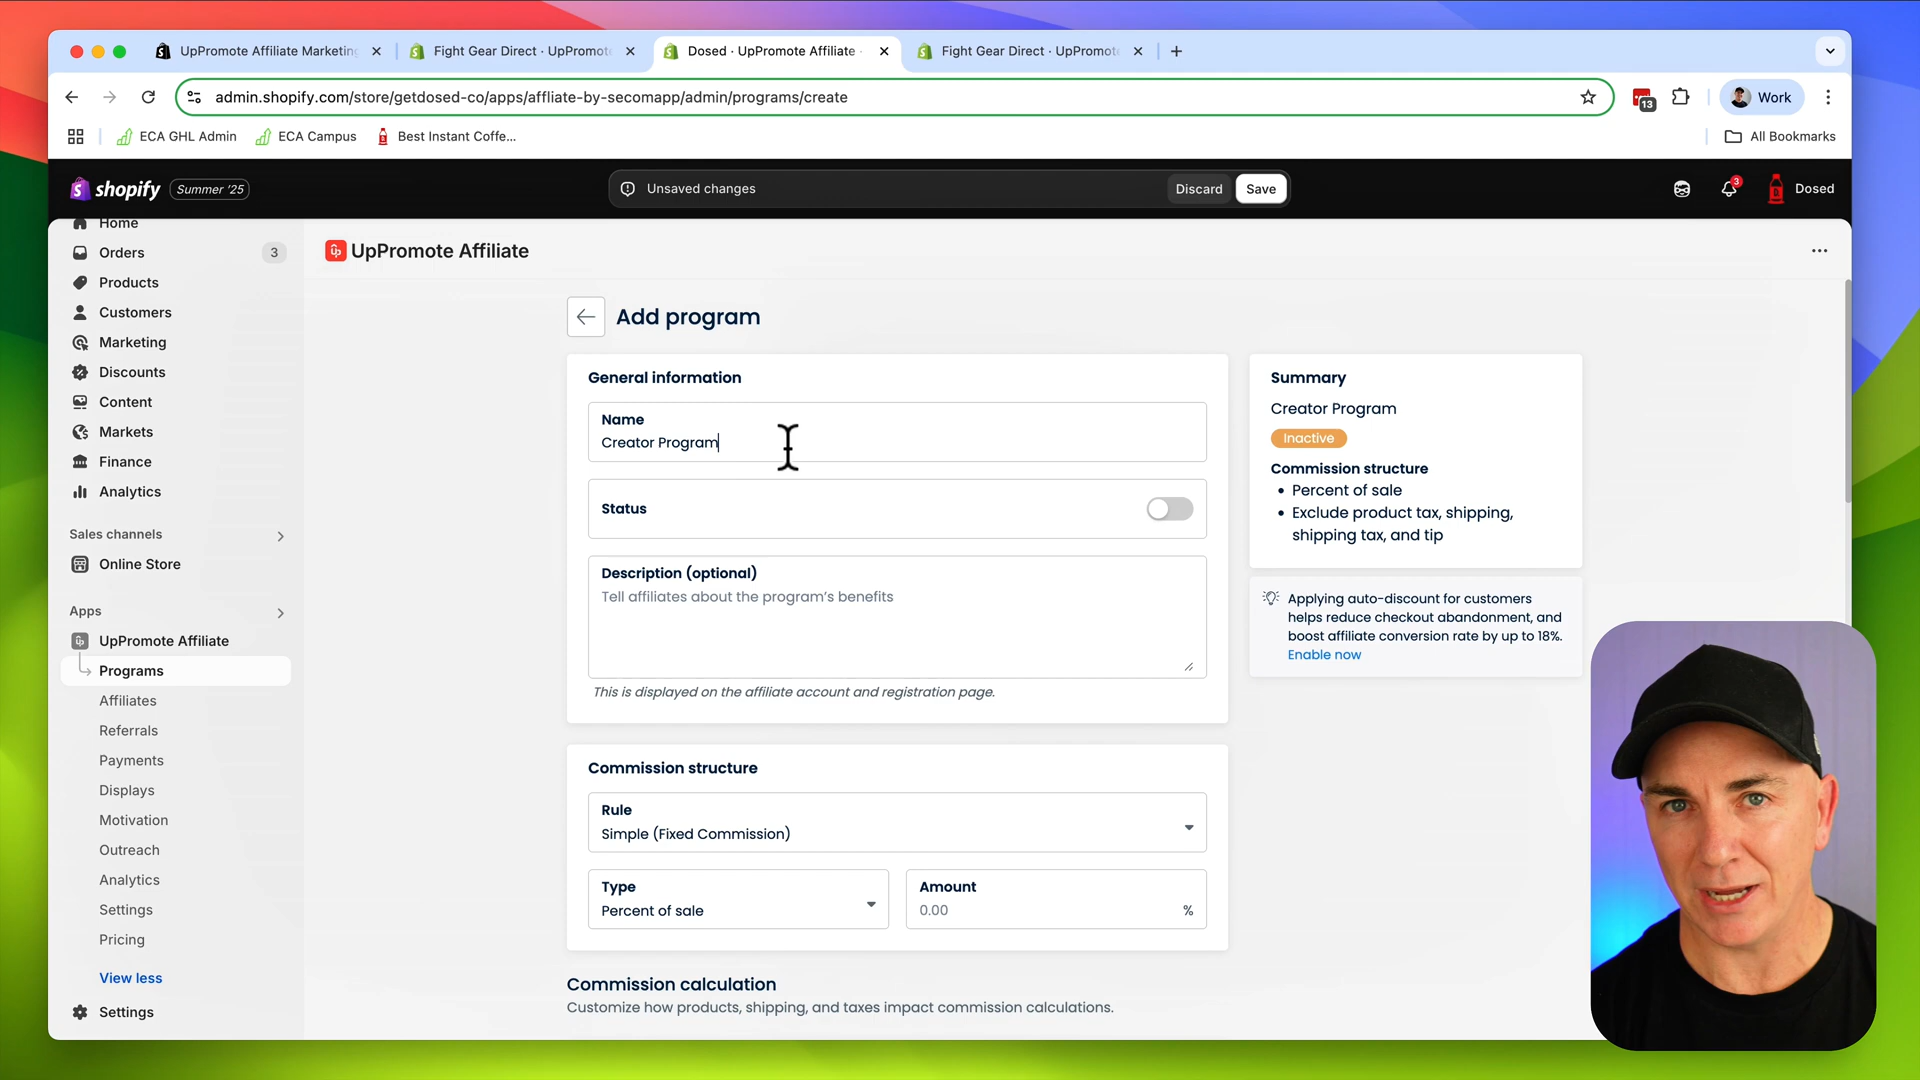 UpPromote Affiliate Marketing
Fight Gear Direct · UpPromote
Dosed · UpPromote Affiliate
Fight Gear Direct · UpPromote
admin.shopify.com/store/getdosed-co/apps/affliate-by-secomapp/admin/programs/create
13
Work
ECA GHL Admin
ECA Campus
Best Instant Coffe...
All Bookmarks
shopify
Summer '25
Unsaved changes
Discard
Save
3
Dosed
Home
Orders
3
Products
Customers
Marketing
Discounts
Content
Markets
Finance
Analytics
Sales channels
Online Store
Apps
UpPromote Affiliate
Programs
Affiliates
Referrals
Payments
Displays
Motivation
Outreach
Analytics
Settings
Pricing
View less
Settings
UpPromote Affiliate
Add program
General information
Name
Creator Program
Status
Description (optional)
Tell affiliates about the program's benefits
This is displayed on the affiliate account and registration page.
Commission structure
Rule
Simple (Fixed Commission)
Type
Percent of sale
Amount
0.00
%
Commission calculation
Customize how products, shipping, and taxes impact commission calculations.
Summary
Creator Program
Inactive
Commission structure
Percent of sale
Exclude product tax, shipping,
shipping tax, and tip
Applying auto-discount for customers
helps reduce checkout abandonment, and
boost affiliate conversion rate by up to 18%.
Enable now